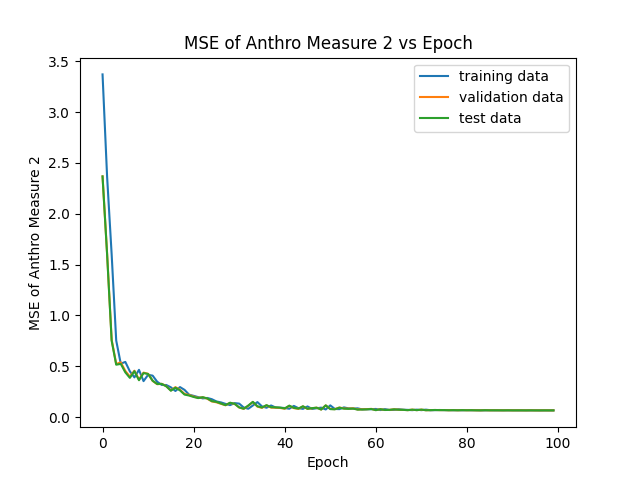 MSE of Anthro Measure 2 vs Epoch
3.5
3.0
2.5
2.0
1.5
1.0
0.5
0.0
MSE of Anthro Measure 2
training data
validation data
test data
0 20 40 60 80 100
Epoch